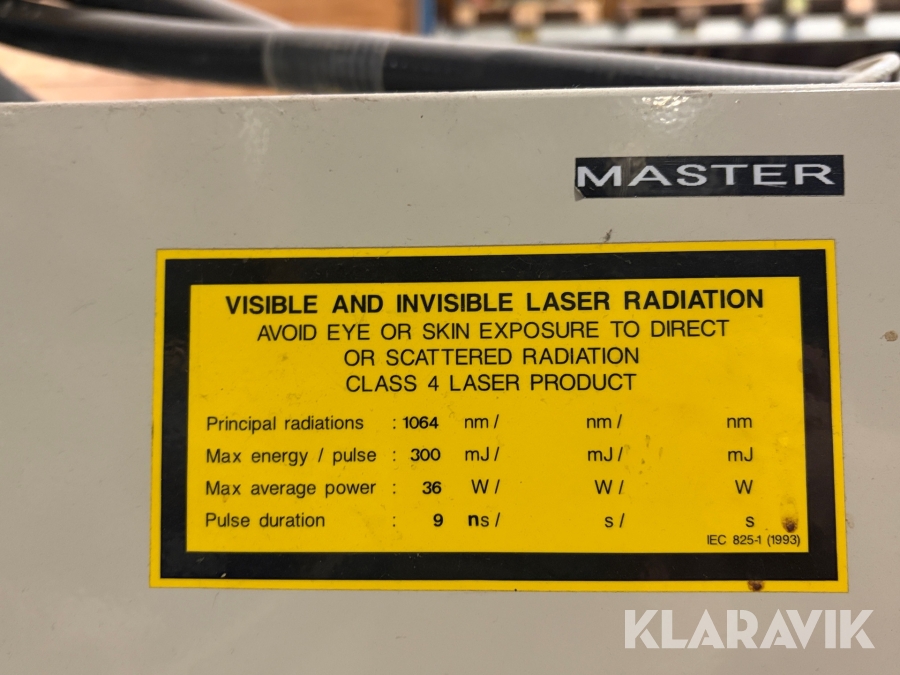 MASTER
VISIBLE AND INVISIBLE LASER RADIATION
AVOID EYE OR SKIN EXPOSURE TO DIRECT
OR SCATTERED RADIATION
CLASS 4 LASER PRODUCT
Principal radiations : 1064 nm / nm / nm
Max energy / pulse : 300 mJ / mJ / mJ
Max average power : 36 W / W / W
Pulse duration : 9 ns / s / s
IEC 825-1 (1993)
KLARAVIK